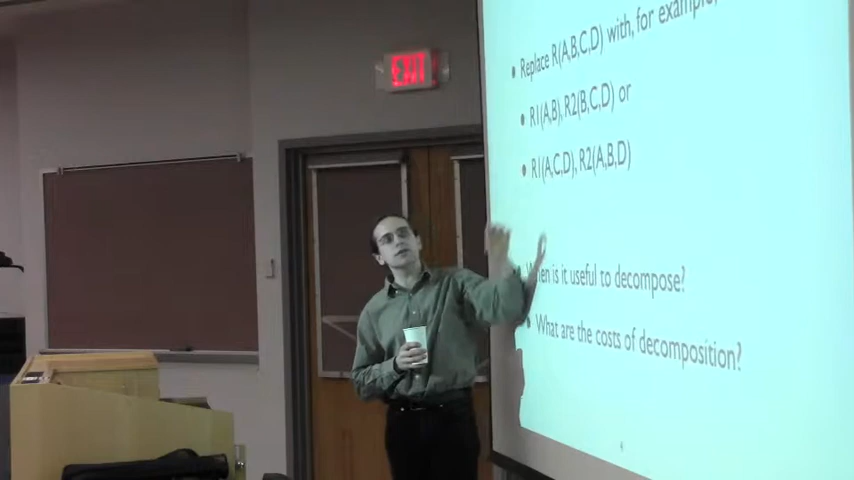 EXIT
• Replace R(A,B,C,D) with, for example,
• R1(A,B), R2(B,C,D) or
• R1(A,C,D), R2(A,B,D)
When is it useful to decompose?
• What are the costs of decomposition?